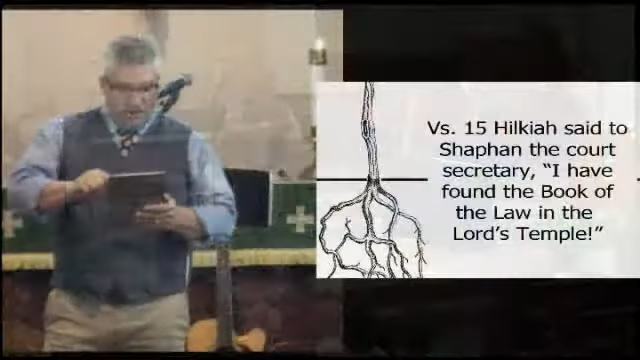 Vs. 15 Hilkiah said to
Shaphan the court
secretary, “I have
found the Book of
the Law in the
Lord’s Temple!”